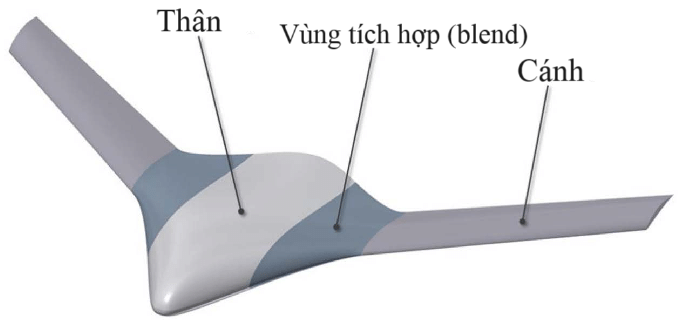 Thân
Vùng tích hợp (blend)
Cánh